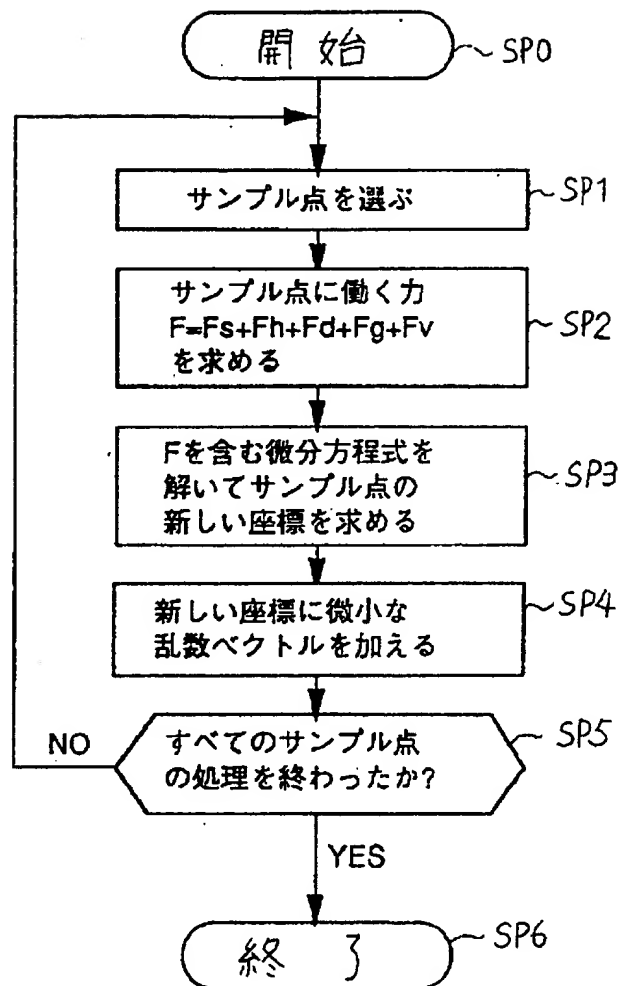 開始
SP0
サンプル点を選ぶ
SP1
サンプル点に働く力
F=Fs+Fh+Fd+Fg+Fv
を求める
SP2
Fを含む微分方程式を
解いてサンプル点の
新しい座標を求める
SP3
新しい座標に微小な
乱数ベクトルを加える
SP4
NO
すべてのサンプル点
の処理を終わったか?
SP5
YES
終了
SP6